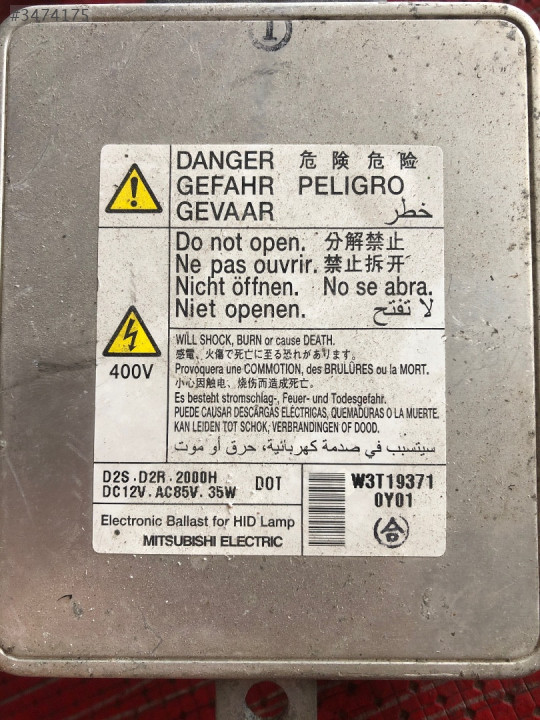 #3474175
1
DANGER 危険危险
GEFAHR PELIGRO
GEVAAR خطر
Do not open. 分解禁止
Ne pas ouvrir. 禁止拆开
Nicht öffnen. No se abra.
Niet openen. لا تفتح
400V
WILL SHOCK, BURN or cause DEATH.
感電、火傷で死亡に至る恐れがあります。
Provoquera une COMMOTION, des BRULÛRES ou la MORT.
小心因触电、烧伤而造成死亡。
Es besteht stromschlag-, Feuer- und Todesgefahr.
PUEDE CAUSAR DESCARGAS ELÉCTRICAS, QUEMADURAS O LA MUERTE.
KAN LEIDEN TOT SCHOK, VERBRANDINGEN OF DOOD.
سيتسبب في صدمة كهربائية، حرق أو موت
D2S.D2R.2000H DOT
DC12V.AC85V.35W
W3T19371
0Y01
合
Electronic Ballast for HID Lamp
MITSUBISHI ELECTRIC